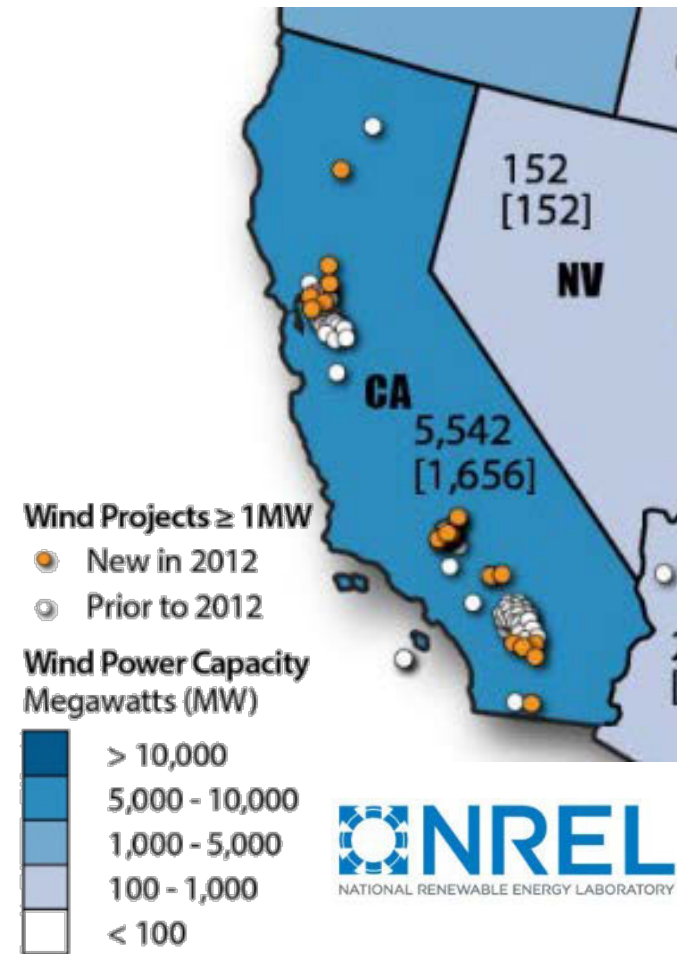 152
[152]
NV
CA
5,542
[1,656]
Wind Projects ≥ 1MW
New in 2012
Prior to 2012
Wind Power Capacity
Megawatts (MW)
> 10,000
5,000 - 10,000
1,000 - 5,000
100 - 1,000
< 100
NREL
NATIONAL RENEWABLE ENERGY LABORATORY